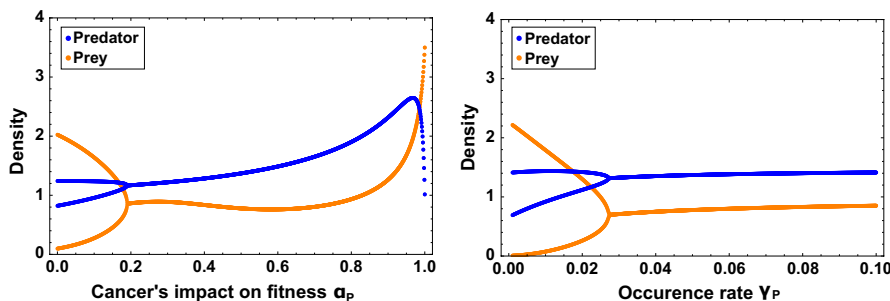 4
3
2
1
0
Density
Predator
Prey
0.0 0.2 0.4 0.6 0.8 1.0
Cancer's impact on fitness αP
4
3
2
1
0
Density
Predator
Prey
0.00 0.02 0.04 0.06 0.08 0.10
Occurence rate γP